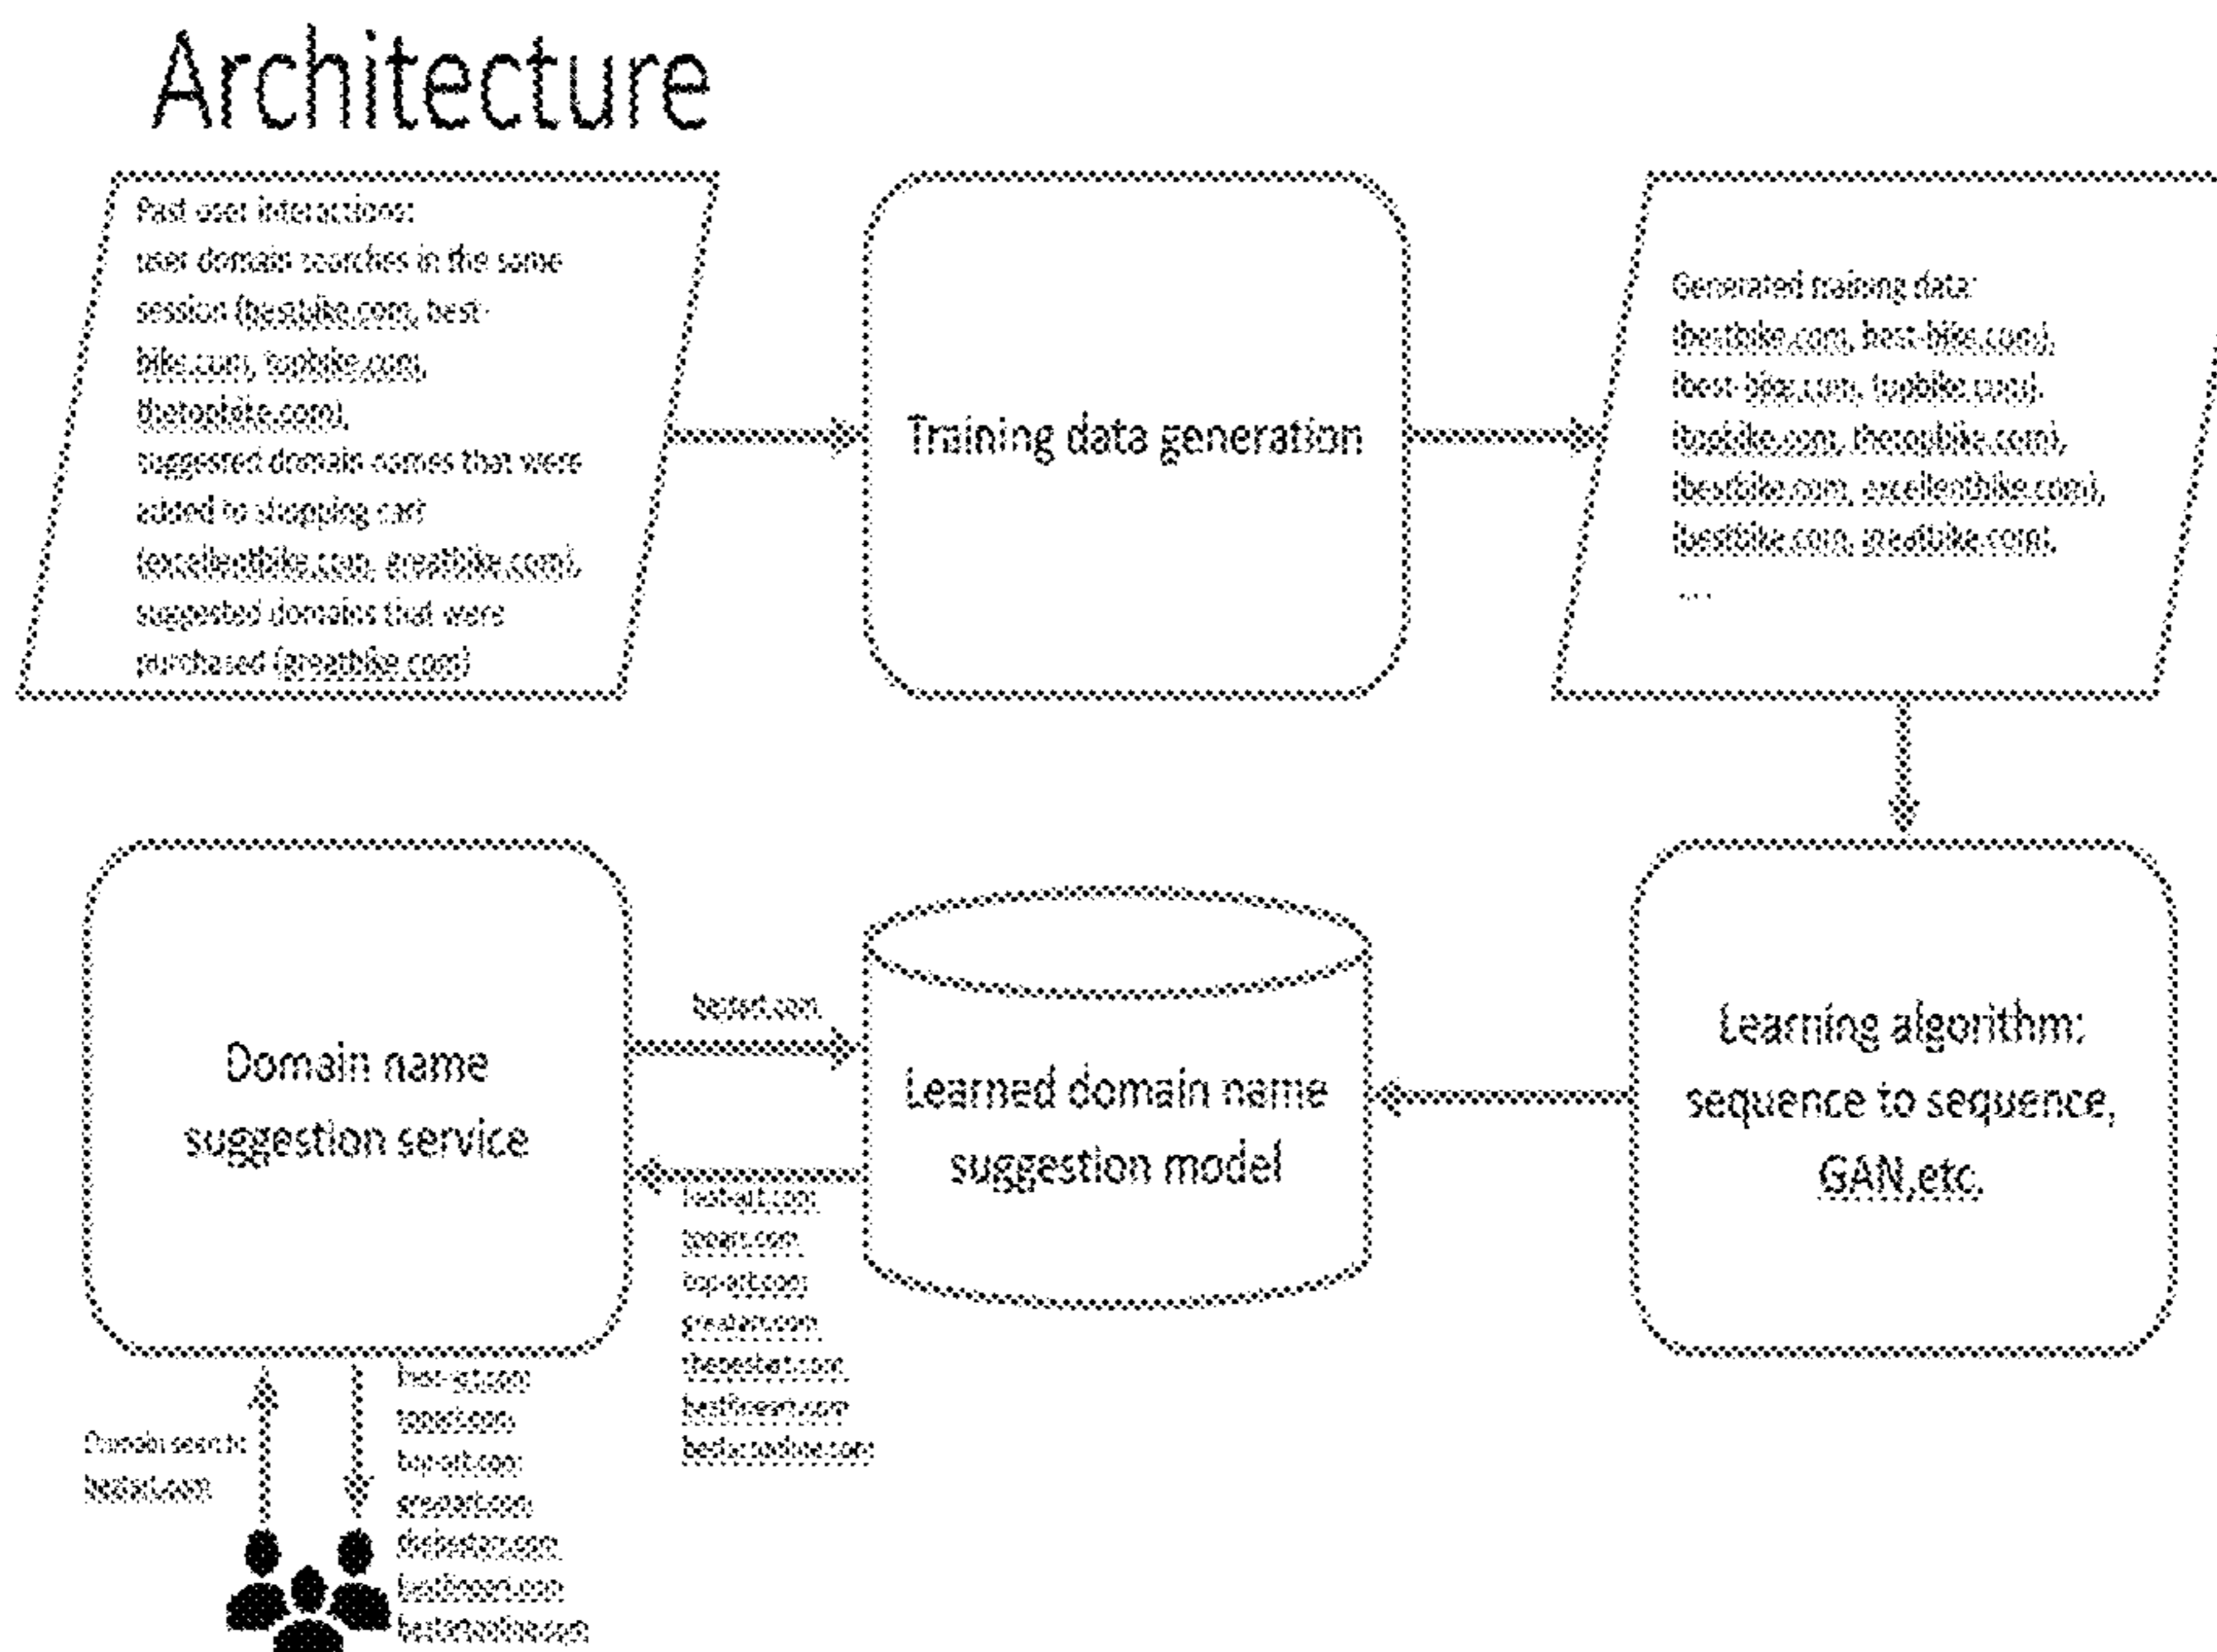 Architecture
Past user interactions:
user domain searches in the same
session (bestbike.com, best-
bike.com, topbike.com,
thetopbike.com),
suggested domain names that were
added to shopping cart
(excellentbike.com, greatbike.com),
suggested domains that were
purchased (greatbike.com)
Training data generation
Generated training data:
(bestbike.com, best-bike.com),
(best-bike.com, topbike.com),
(topbike.com, thetopbike.com),
(bestbike.com, excellentbike.com),
(bestbike.com, greatbike.com),
...
Domain name
suggestion service
bestart.com
Learned domain name
suggestion model
Learning algorithm:
sequence to sequence,
GAN,etc.
best-art.com
topart.com
top-art.com
greatart.com
thebestart.com
bestfineart.com
bestartonline.com
Domain search:
bestart.com
best-art.com
topart.com
top-art.com
greatart.com
thebestart.com
bestfineart.com
bestartonline.com